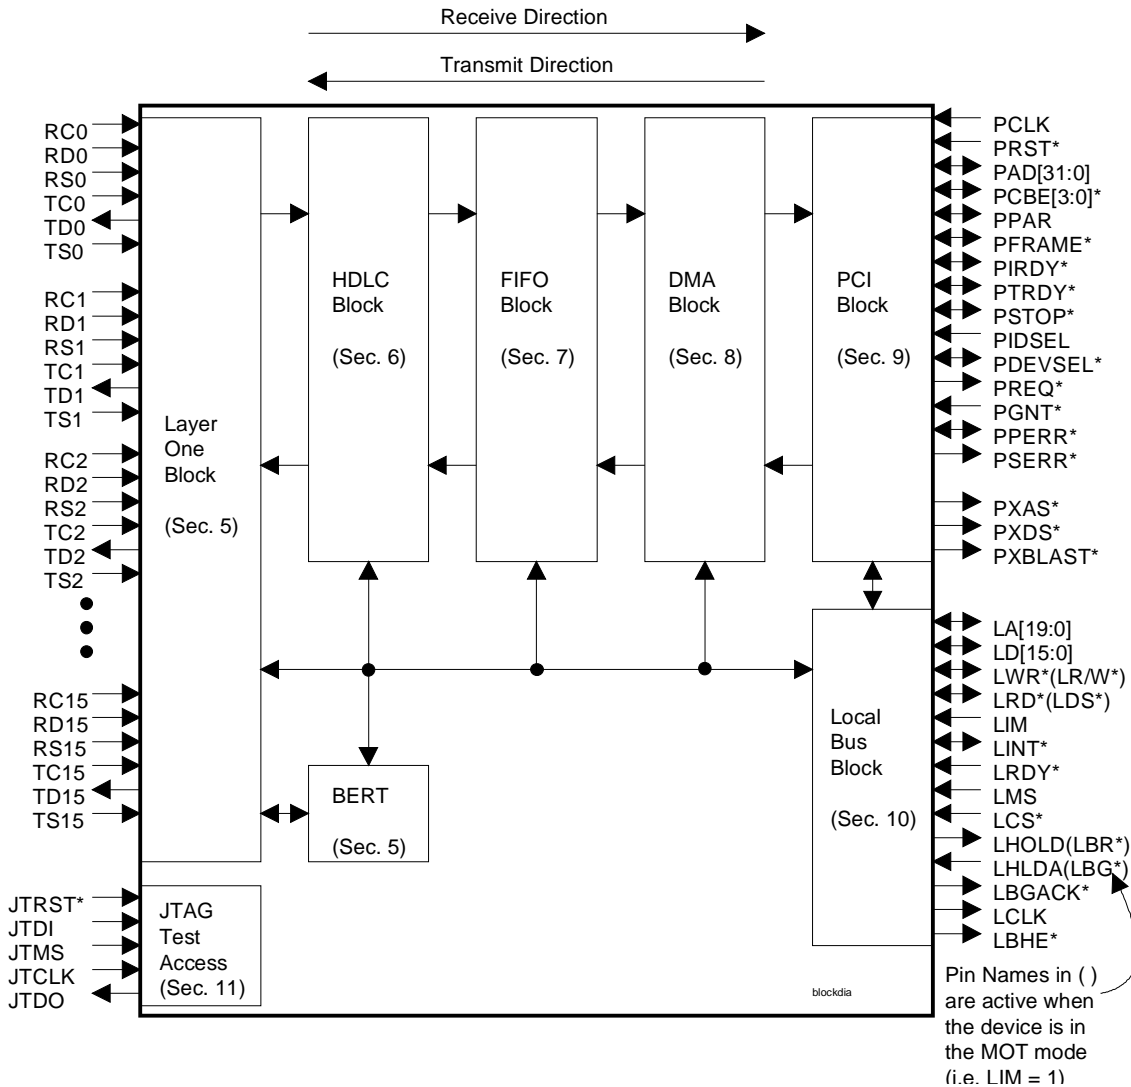 Receive Direction
Transmit Direction
RC0
RD0
RS0
TC0
TD0
TS0
RC1
RD1
RS1
TC1
TD1
TS1
RC2
RD2
RS2
TC2
TD2
TS2
RC15
RD15
RS15
TC15
TD15
TS15
JTRST*
JTDI
JTMS
JTCLK
JTDO
Layer
One
Block
(Sec. 5)
HDLC
Block
(Sec. 6)
FIFO
Block
(Sec. 7)
DMA
Block
(Sec. 8)
PCI
Block
(Sec. 9)
BERT
(Sec. 5)
JTAG
Test
Access
(Sec. 11)
Local
Bus
Block
(Sec. 10)
blockdia
PCLK
PRST*
PAD[31:0]
PCBE[3:0]*
PPAR
PFRAME*
PIRDY*
PTRDY*
PSTOP*
PIDSEL
PDEVSEL*
PREQ*
PGNT*
PPERR*
PSERR*
PXAS*
PXDS*
PXBLAST*
LA[19:0]
LD[15:0]
LWR*(LR/W*)
LRD*(LDS*)
LIM
LINT*
LRDY*
LMS
LCS*
LHOLD(LBR*)
LHLDA(LBG*)
LBGACK*
LCLK
LBHE*
Pin Names in ( )
are active when
the device is in
the MOT mode
(i.e. LIM = 1)